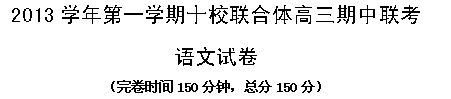 2013 学年第一学期十校联合体高三期中联考
语文试卷
（完卷时间 150 分钟，总分 150 分）